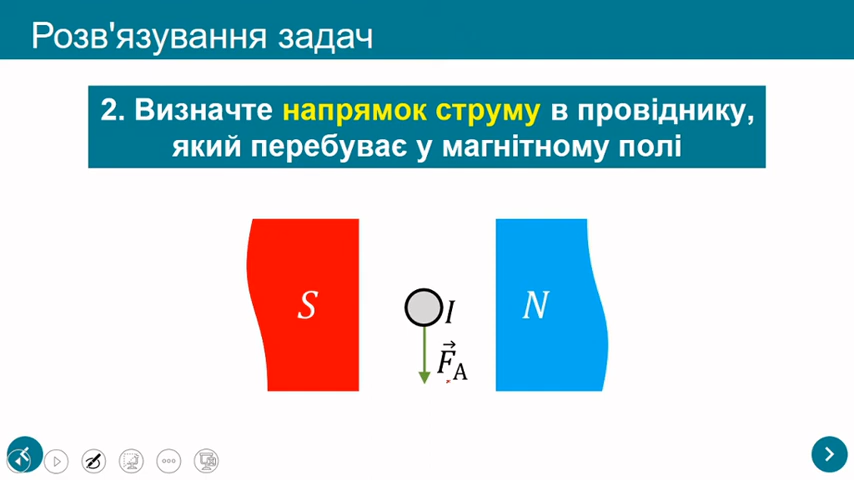 Розв'язування задач
2. Визначте напрямок струму в провіднику,
який перебуває у магнітному полі
S
I
N
F⃗A